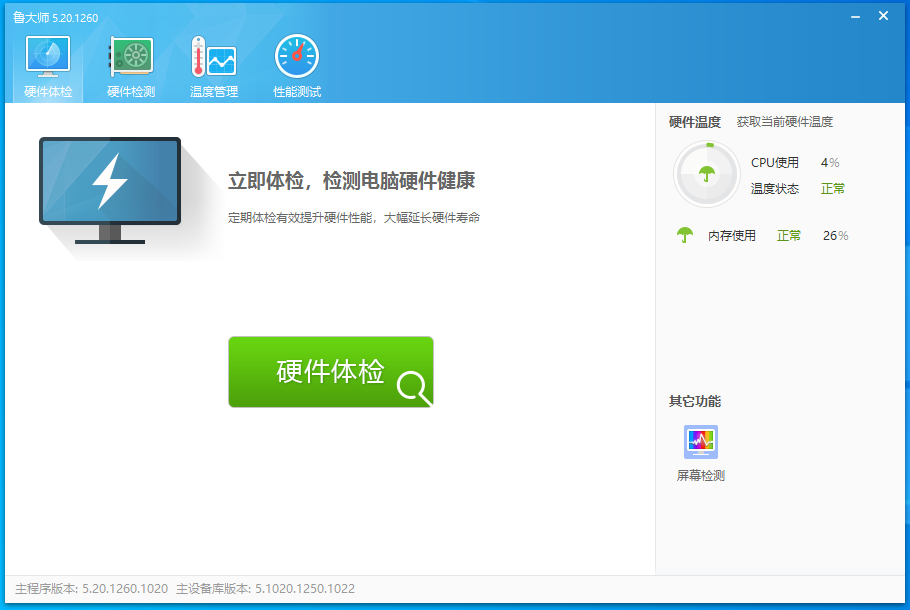 鲁大师 5.20.1260
硬件体检 硬件检测 温度管理 性能测试
立即体检，检测电脑硬件健康
定期体检有效提升硬件性能，大幅延长硬件寿命
硬件体检
硬件温度 获取当前硬件温度
CPU使用 4%
温度状态 正常
内存使用 正常 26%
其它功能
屏幕检测
主程序版本: 5.20.1260.1020 主设备库版本: 5.1020.1250.1022